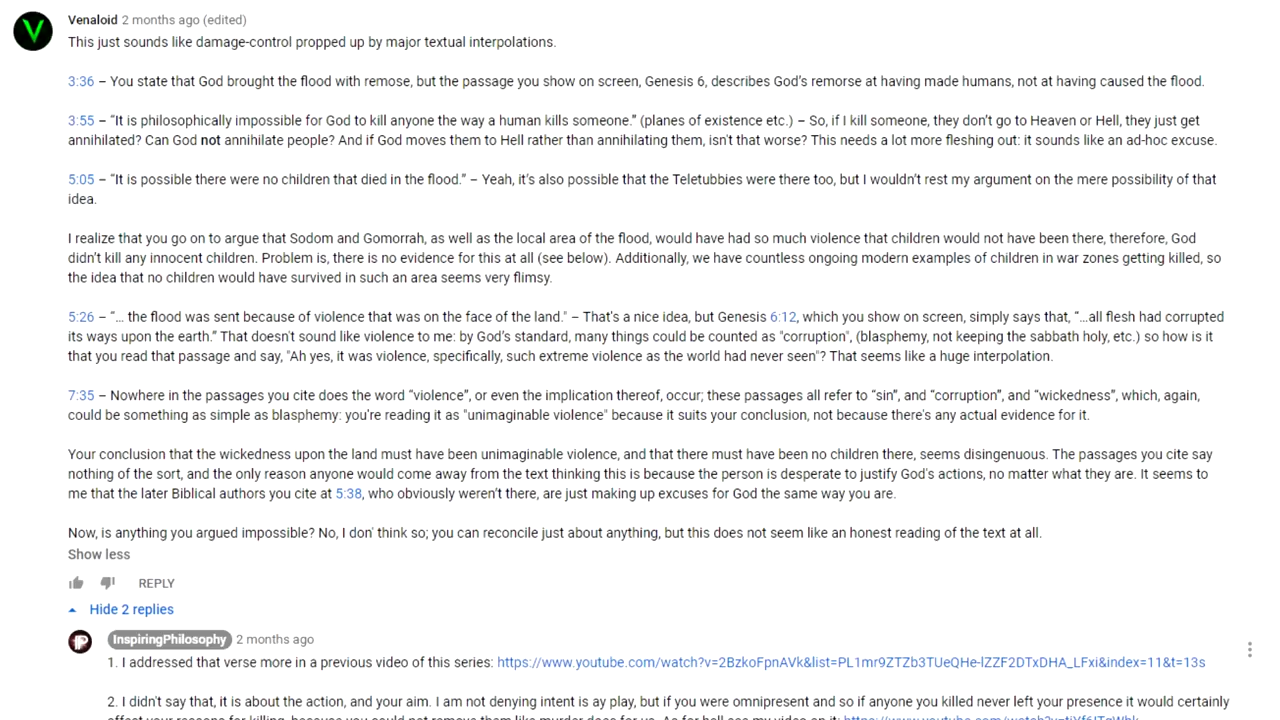 Venaloid 2 months ago (edited)
This just sounds like damage-control propped up by major textual interpolations.
3:36 – You state that God brought the flood with remose, but the passage you show on screen, Genesis 6, describes God's remorse at having made humans, not at having caused the flood.
3:55 – "It is philosophically impossible for God to kill anyone the way a human kills someone." (planes of existence etc.) – So, if I kill someone, they don't go to Heaven or Hell, they just get
annihilated? Can God not annihilate people? And if God moves them to Hell rather than annihilating them, isn't that worse? This needs a lot more fleshing out: it sounds like an ad-hoc excuse.
5:05 – "It is possible there were no children that died in the flood." – Yeah, it's also possible that the Teletubbies were there too, but I wouldn't rest my argument on the mere possibility of that
idea.
I realize that you go on to argue that Sodom and Gomorrah, as well as the local area of the flood, would have had so much violence that children would not have been there, therefore, God
didn't kill any innocent children. Problem is, there is no evidence for this at all (see below). Additionally, we have countless ongoing modern examples of children in war zones getting killed, so
the idea that no children would have survived in such an area seems very flimsy.
5:26 – "... the flood was sent because of violence that was on the face of the land." – That's a nice idea, but Genesis 6:12, which you show on screen, simply says that, "...all flesh had corrupted
its ways upon the earth." That doesn't sound like violence to me: by God's standard, many things could be counted as "corruption", (blasphemy, not keeping the sabbath holy, etc.) so how is it
that you read that passage and say, "Ah yes, it was violence, specifically, such extreme violence as the world had never seen"? That seems like a huge interpolation.
7:35 – Nowhere in the passages you cite does the word "violence", or even the implication thereof, occur; these passages all refer to "sin", and "corruption", and "wickedness", which, again,
could be something as simple as blasphemy: you're reading it as "unimaginable violence" because it suits your conclusion, not because there's any actual evidence for it.
Your conclusion that the wickedness upon the land must have been unimaginable violence, and that there must have been no children there, seems disingenuous. The passages you cite say
nothing of the sort, and the only reason anyone would come away from the text thinking this is because the person is desperate to justify God's actions, no matter what they are. It seems to
me that the later Biblical authors you cite at 5:38, who obviously weren't there, are just making up excuses for God the same way you are.
Now, is anything you argued impossible? No, I don' think so; you can reconcile just about anything, but this does not seem like an honest reading of the text at all.
Show less
REPLY
Hide 2 replies
InspiringPhilosophy 2 months ago
1. I addressed that verse more in a previous video of this series: https://www.youtube.com/watch?v=2BzkoFpnAVk&list=PL1mr9ZTZb3TUeQHe-lZZF2DTxDHA_LFxi&index=11&t=13s
2. I didn't say that, it is about the action, and your aim. I am not denying intent is ay play, but if you were omnipresent and so if anyone you killed never left your presence it would certainly